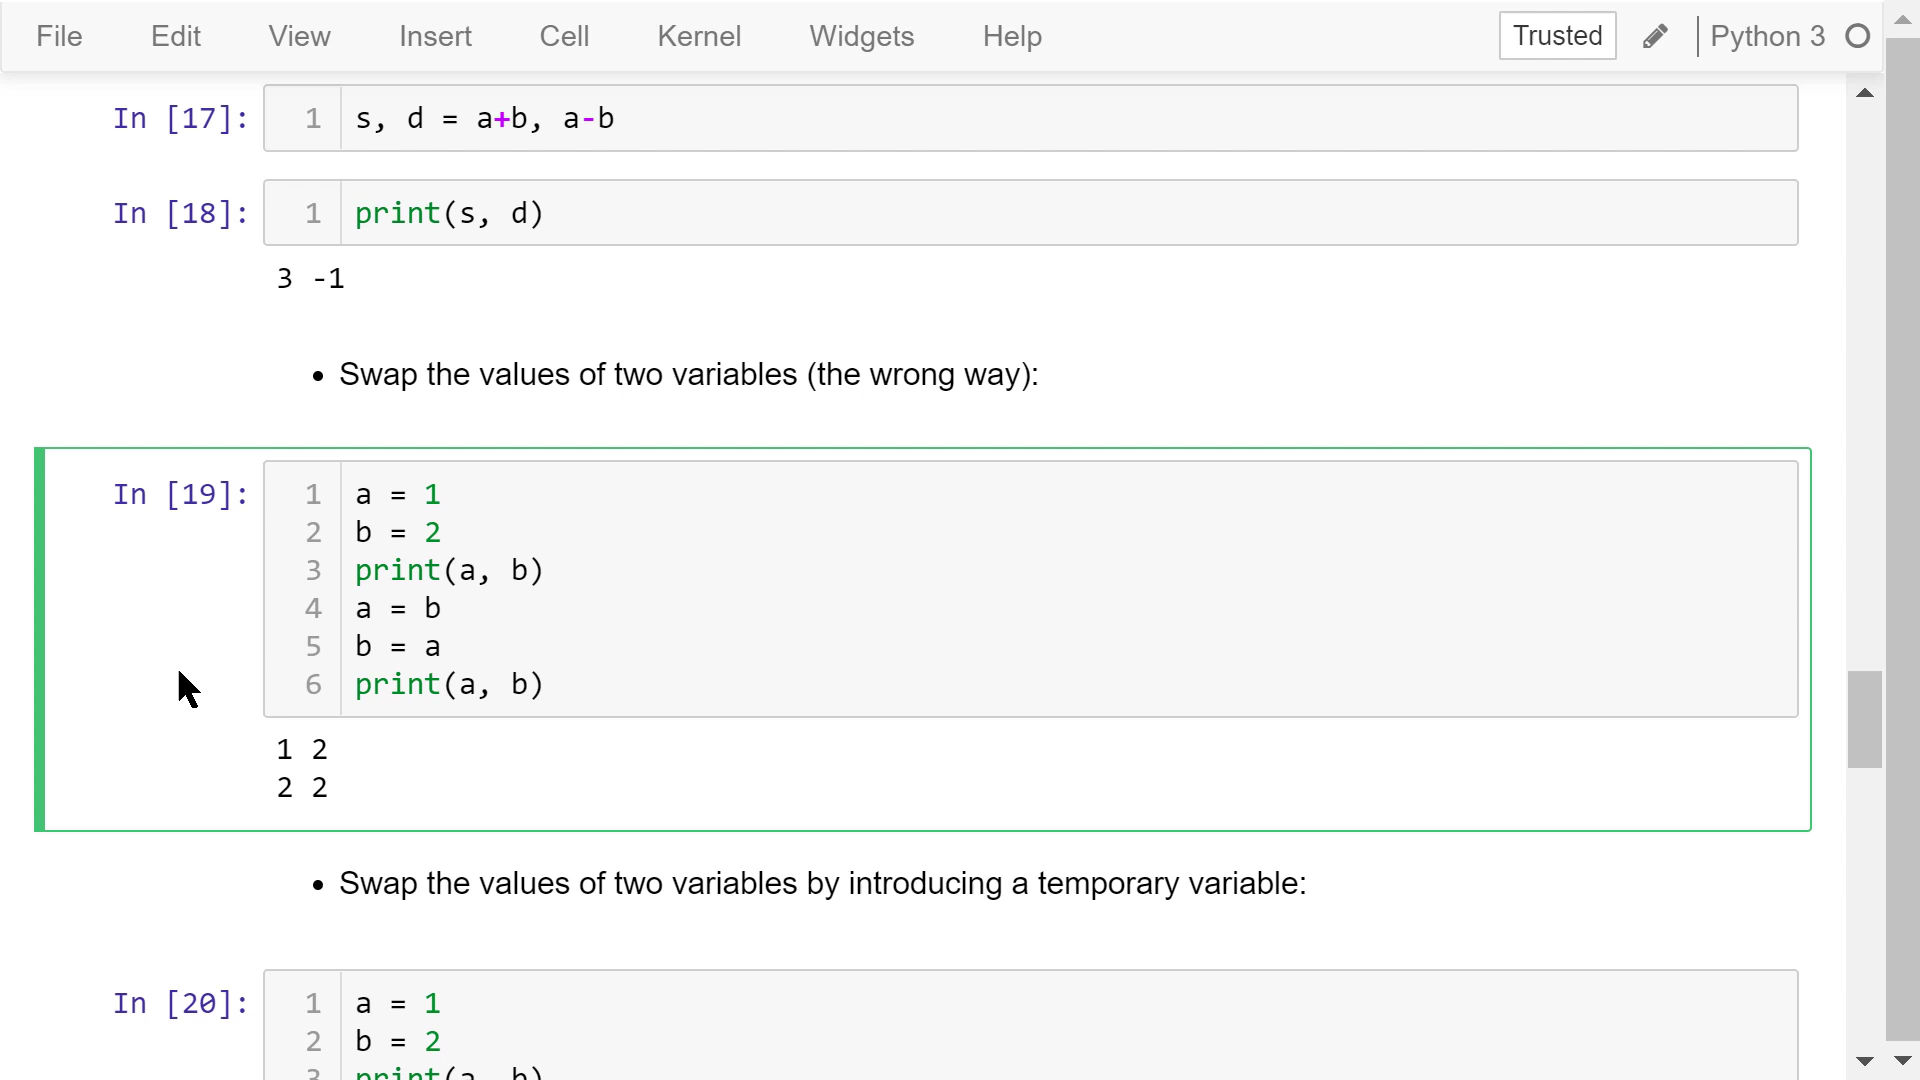 File Edit View Insert Cell Kernel Widgets Help Trusted Python 3
In [17]: 1 s, d = a+b, a-b
In [18]: 1 print(s, d)
3 -1
• Swap the values of two variables (the wrong way):
In [19]: 1 a = 1
2 b = 2
3 print(a, b)
4 a = b
5 b = a
6 print(a, b)
1 2
2 2
• Swap the values of two variables by introducing a temporary variable:
In [20]: 1 a = 1
2 b = 2
3 print(a, b)